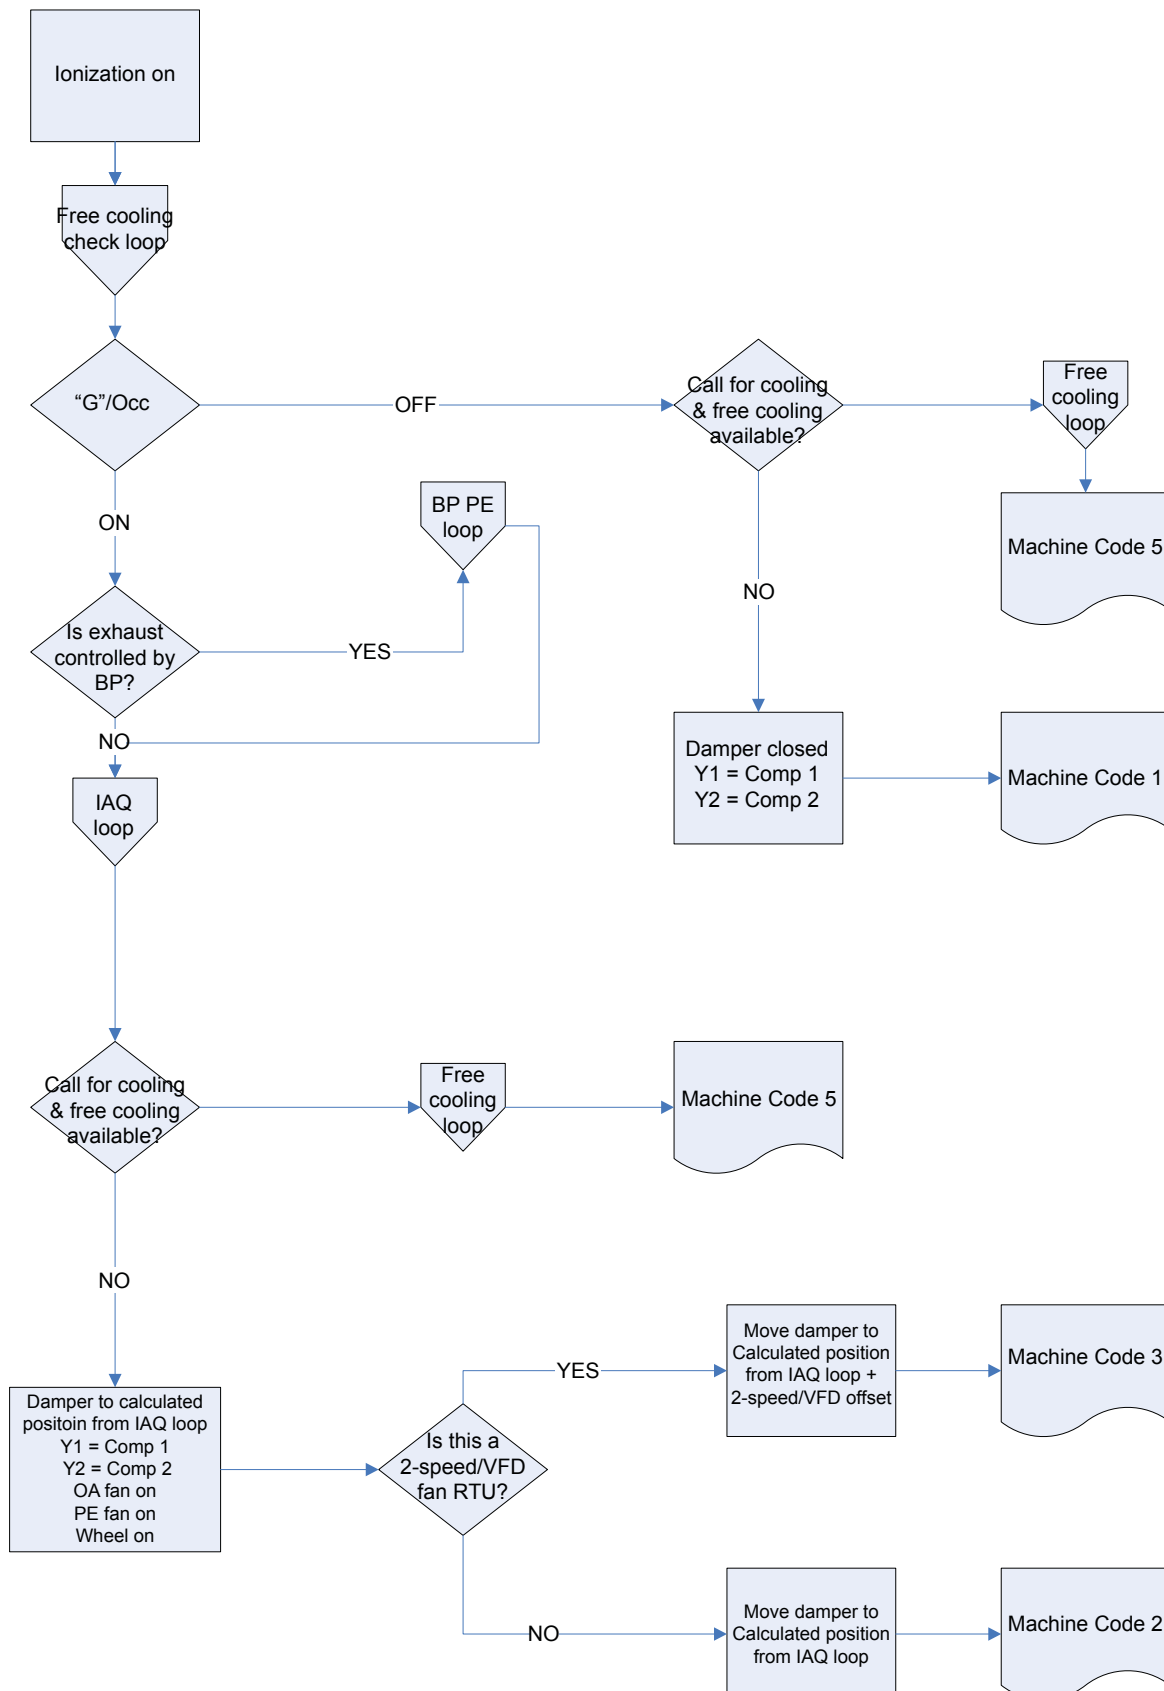 Ionization on
Free cooling
check loop
“G”/Occ
OFF
Call for cooling
& free cooling
available?
Free
cooling
loop
Machine Code 5
ON
BP PE
loop
NO
Is exhaust
controlled by
BP?
YES
NO
Damper closed
Y1 = Comp 1
Y2 = Comp 2
Machine Code 1
IAQ
loop
Call for cooling
& free cooling
available?
Free
cooling
loop
Machine Code 5
NO
Damper to calculated
positoin from IAQ loop
Y1 = Comp 1
Y2 = Comp 2
OA fan on
PE fan on
Wheel on
Is this a
2-speed/VFD
fan RTU?
YES
Move damper to
Calculated position
from IAQ loop +
2-speed/VFD offset
Machine Code 3
NO
Move damper to
Calculated position
from IAQ loop
Machine Code 2